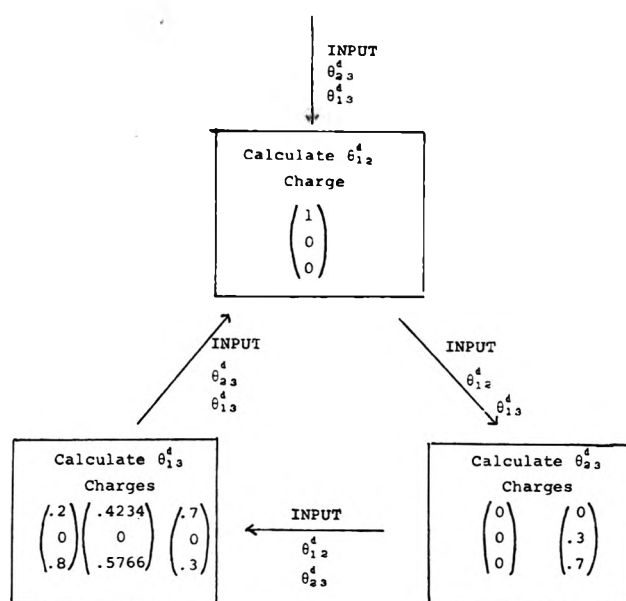 INPUT
θ^d_23
θ^d_13
Calculate θ^d_12
Charge
(1
0
0)
INPUT
θ^d_23
θ^d_13
INPUT
θ^d_12
θ^d_13
Calculate θ^d_13
Charges
(.2 0 .8) (.4234 0 .5766) (.7 0 .3)
INPUT
θ^d_12
θ^d_23
Calculate θ^d_23
Charges
(0 0 0) (0 .3 .7)